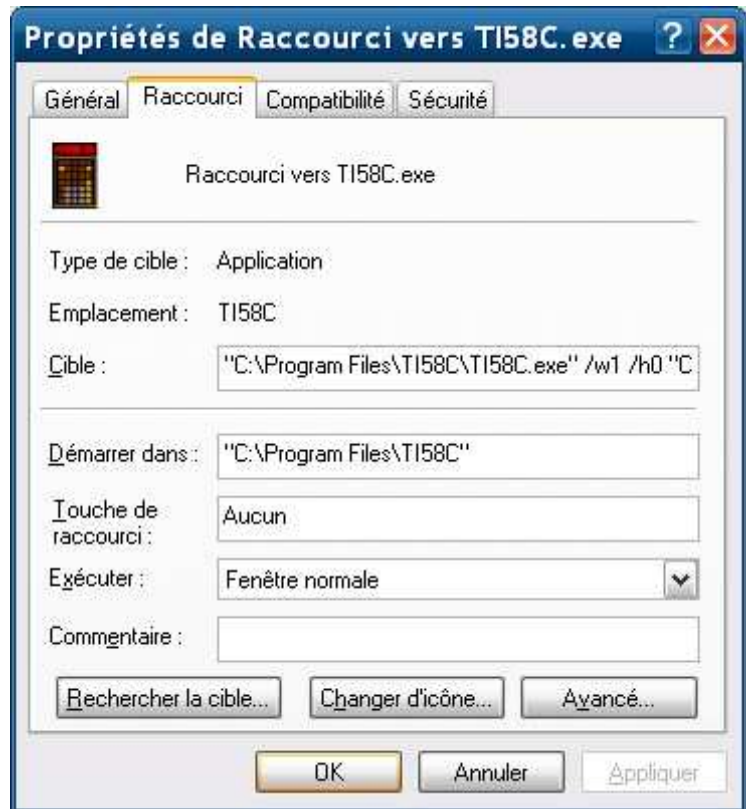 Propriétés de Raccourci vers TI58C.exe
Général Raccourci Compatibilité Sécurité
Raccourci vers TI58C.exe
Type de cible : Application
Emplacement : TI58C
Cible : "C:\Program Files\TI58C\TI58C.exe" /w1 /h0 "C
Démarrer dans : "C:\Program Files\TI58C"
Touche de
raccourci : Aucun
Exécuter : Fenêtre normale
Commentaire :
Rechercher la cible... Changer d'icône... Avancé...
OK Annuler Appliquer